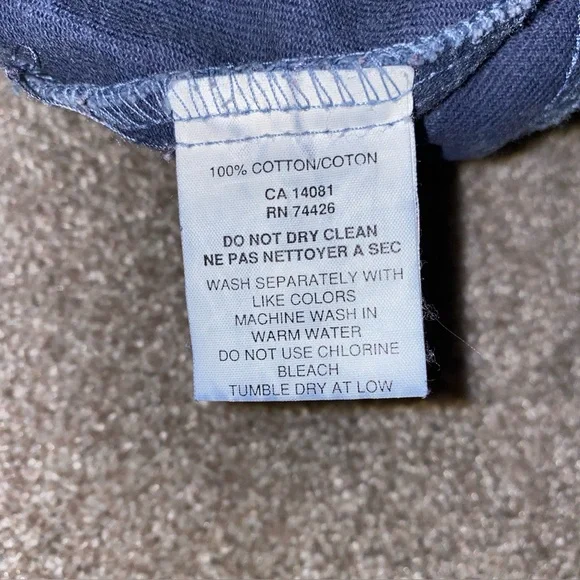 100% COTTON/COTON
CA 14081
RN 74426
DO NOT DRY CLEAN
NE PAS NETTOYER A SEC
WASH SEPARATELY WITH
LIKE COLORS
MACHINE WASH IN
WARM WATER
DO NOT USE CHLORINE
BLEACH
TUMBLE DRY AT LOW